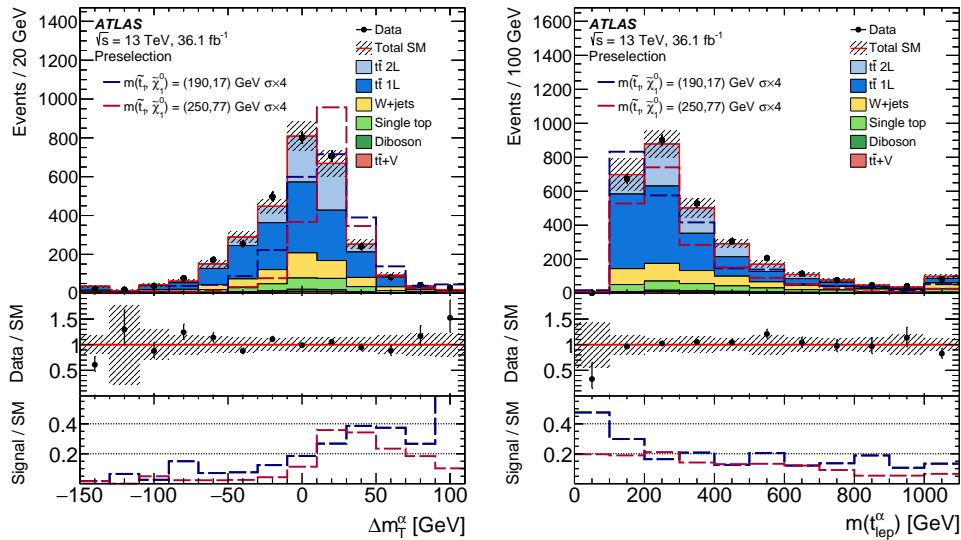 ATLAS
√s = 13 TeV, 36.1 fb⁻¹
Preselection
m(t̃₁, χ̃₁⁰) = (190,17) GeV σ×4
m(t̃₁, χ̃₁⁰) = (250,77) GeV σ×4
Data
Total SM
tt̄ 2L
tt̄ 1L
W+jets
Single top
Diboson
tt̄+V
Events / 20 GeV
1400
1200
1000
800
600
400
200
0
Data / SM
1.5
1
0.5
Signal / SM
0.4
0.2
−150 −100 −50 0 50 100
Δm_T^α [GeV]
ATLAS
√s = 13 TeV, 36.1 fb⁻¹
Preselection
m(t̃₁, χ̃₁⁰) = (190,17) GeV σ×4
m(t̃₁, χ̃₁⁰) = (250,77) GeV σ×4
Data
Total SM
tt̄ 2L
tt̄ 1L
W+jets
Single top
Diboson
tt̄+V
Events / 100 GeV
1600
1400
1200
1000
800
600
400
200
0
Data / SM
1.5
1
0.5
Signal / SM
0.4
0.2
0 200 400 600 800 1000
m(t_lep^α) [GeV]